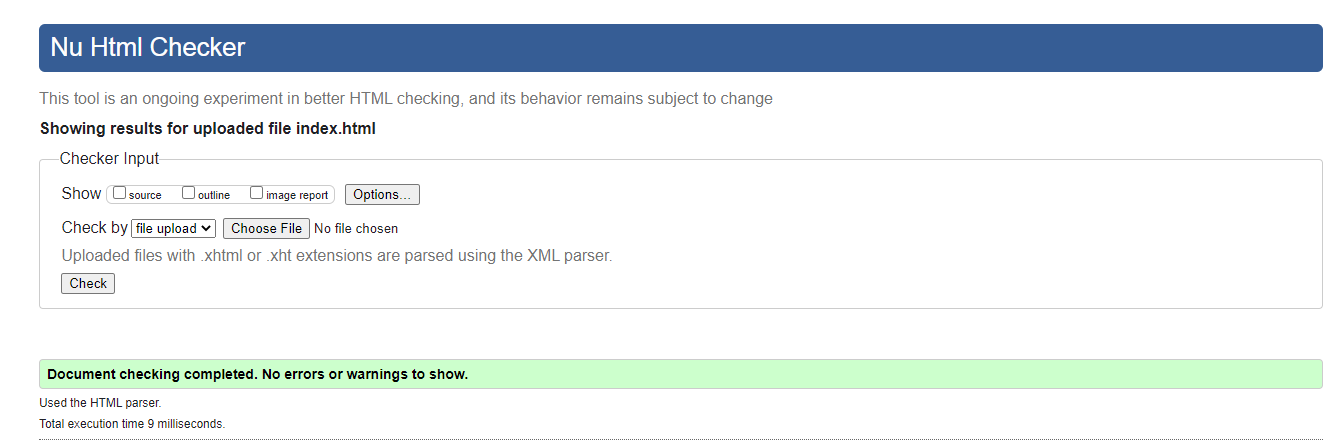 Nu Html Checker
This tool is an ongoing experiment in better HTML checking, and its behavior remains subject to change
Showing results for uploaded file index.html
Checker Input
Show source outline image report Options...
Check by file upload Choose File No file chosen
Uploaded files with .xhtml or .xht extensions are parsed using the XML parser.
Check
Document checking completed. No errors or warnings to show.
Used the HTML parser.
Total execution time 9 milliseconds.